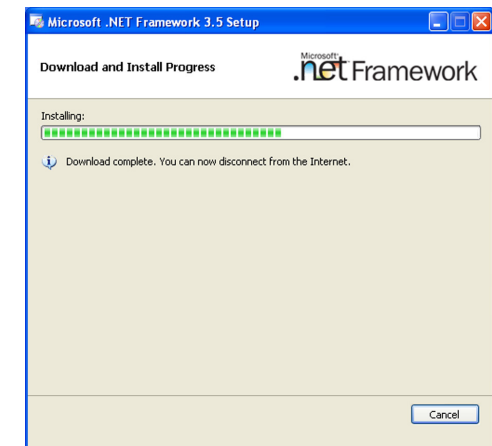 Microsoft .NET Framework 3.5 Setup
Download and Install Progress
Microsoft
.net Framework
Installing:
Download complete. You can now disconnect from the Internet.
Cancel